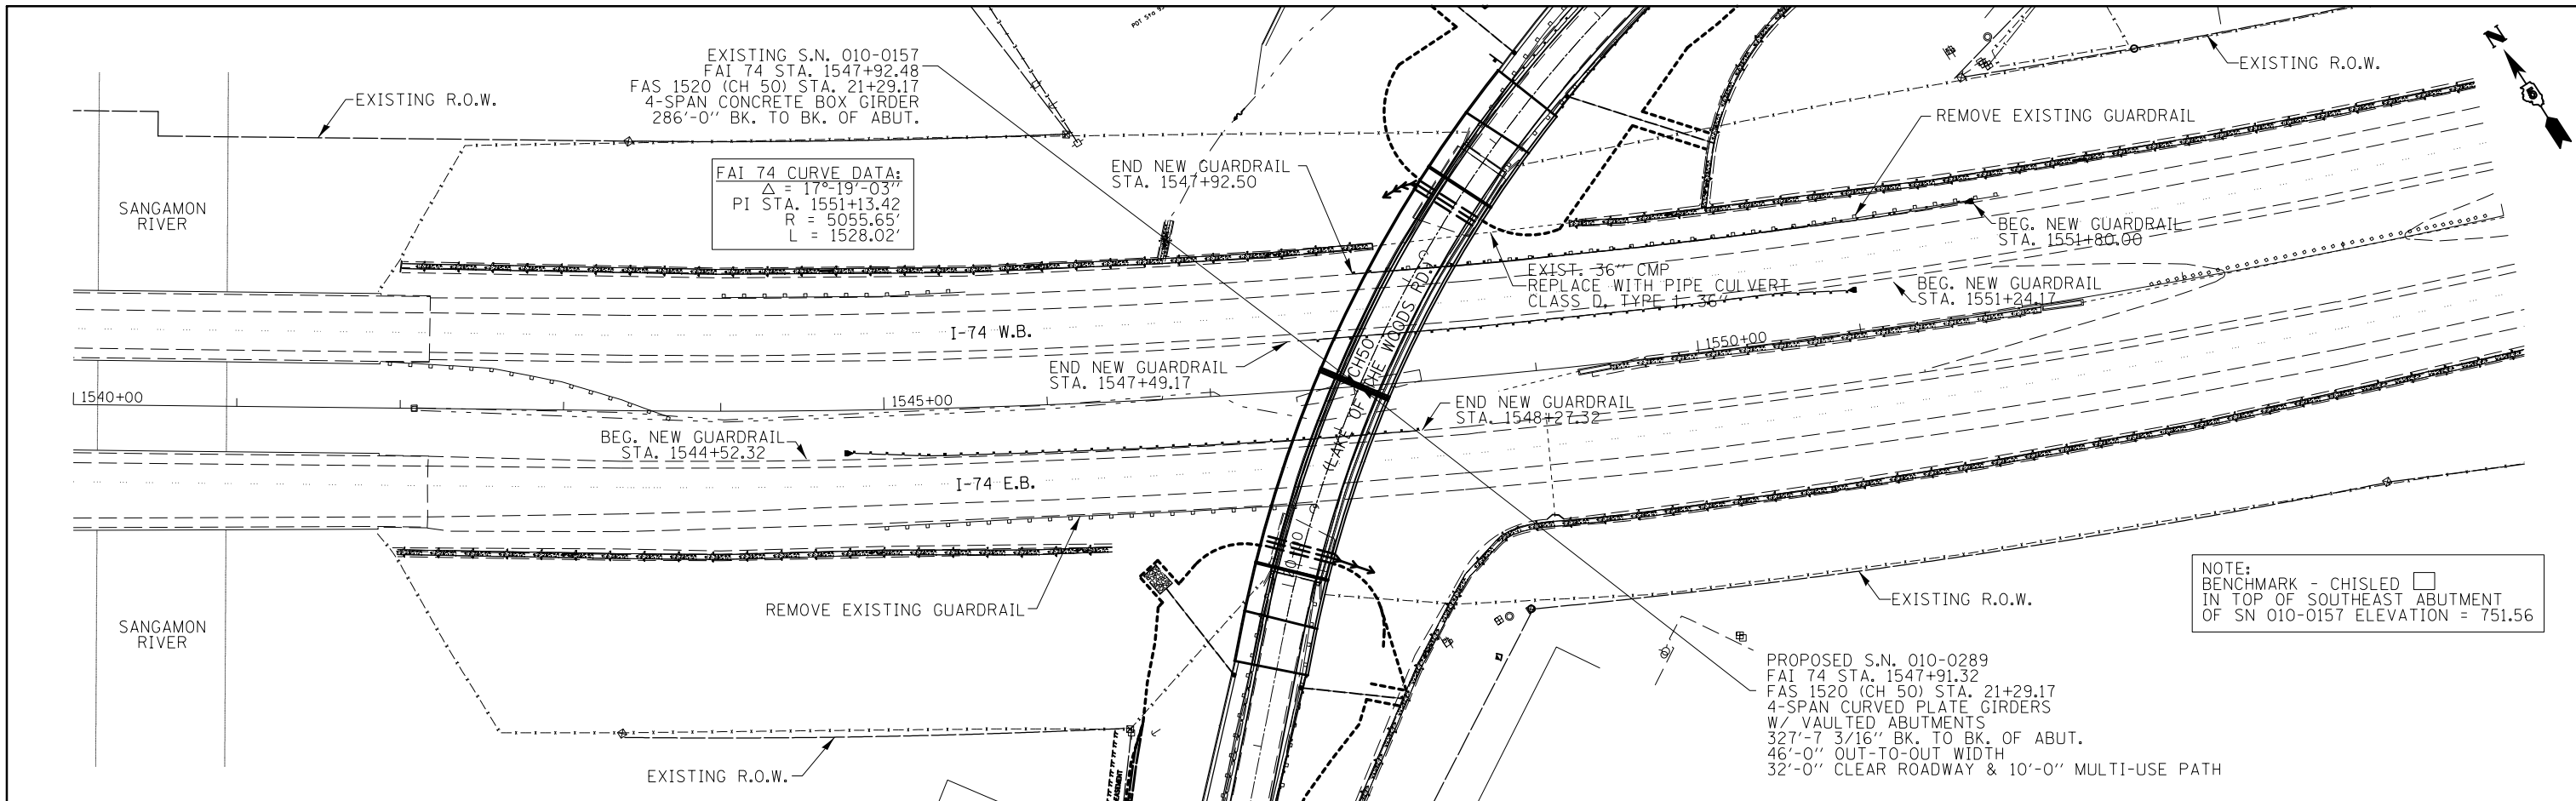 EXISTING S.N. 010-0157
FAI 74 STA. 1547+92.48
FAS 1520 (CH 50) STA. 21+29.17
4-SPAN CONCRETE BOX GIRDER
286'-0" BK. TO BK. OF ABUT.
EXISTING R.O.W.
EXISTING R.O.W.
N
REMOVE EXISTING GUARDRAIL
END NEW GUARDRAIL
STA. 1547+92.50
FAI 74 CURVE DATA:
Δ = 17°-19'-03"
PI STA. 1551+13.42
R = 5055.65'
L = 1528.02'
SANGAMON
RIVER
BEG. NEW GUARDRAIL
STA. 1551+80.00
EXIST. 36" CMP
REPLACE WITH PIPE CULVERT
CLASS D, TYPE 1, 36"
BEG. NEW GUARDRAIL
STA. 1551+24.17
I-74 W.B.
1550+00
CH50
(LAKE OF THE WOODS RD.)
END NEW GUARDRAIL
STA. 1547+49.17
1540+00
1545+00
END NEW GUARDRAIL
STA. 1548+27.32
BEG. NEW GUARDRAIL
STA. 1544+52.32
I-74 E.B.
REMOVE EXISTING GUARDRAIL
EXISTING R.O.W.
NOTE:
BENCHMARK - CHISLED □
IN TOP OF SOUTHEAST ABUTMENT
OF SN 010-0157 ELEVATION = 751.56
SANGAMON
RIVER
PROPOSED S.N. 010-0289
FAI 74 STA. 1547+91.32
FAS 1520 (CH 50) STA. 21+29.17
4-SPAN CURVED PLATE GIRDERS
W/ VAULTED ABUTMENTS
327'-7 3/16" BK. TO BK. OF ABUT.
46'-0" OUT-TO-OUT WIDTH
32'-0" CLEAR ROADWAY & 10'-0" MULTI-USE PATH
EXISTING R.O.W.